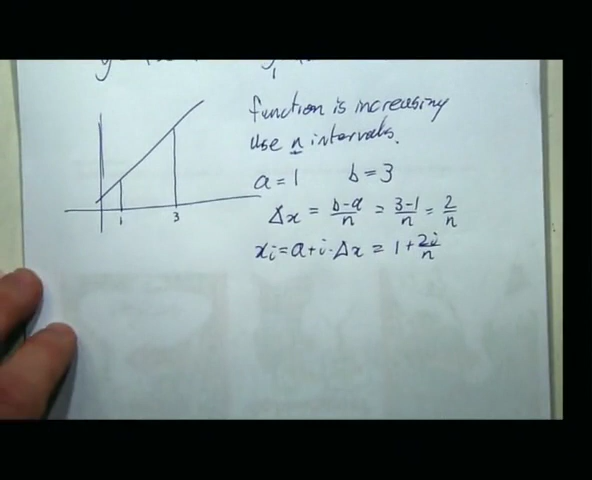 function is increasing
use n intervals.
a = 1 b = 3
Δx = b-a/n = 3-1/n = 2/n
xi = a + i · Δx = 1 + 2i/n
1 3